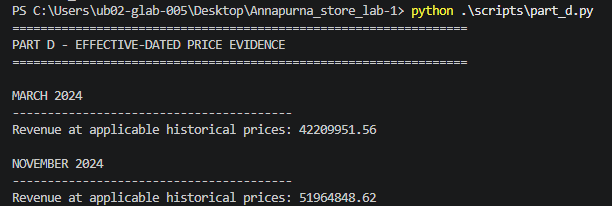 PS C:\Users\ub02-glab-005\Desktop\Annapurna_store_lab-1> python .\scripts\part_d.py
=================================================================
PART D - EFFECTIVE-DATED PRICE EVIDENCE
=================================================================
MARCH 2024
----------------------------------------
Revenue at applicable historical prices: 42209951.56
NOVEMBER 2024
----------------------------------------
Revenue at applicable historical prices: 51964848.62